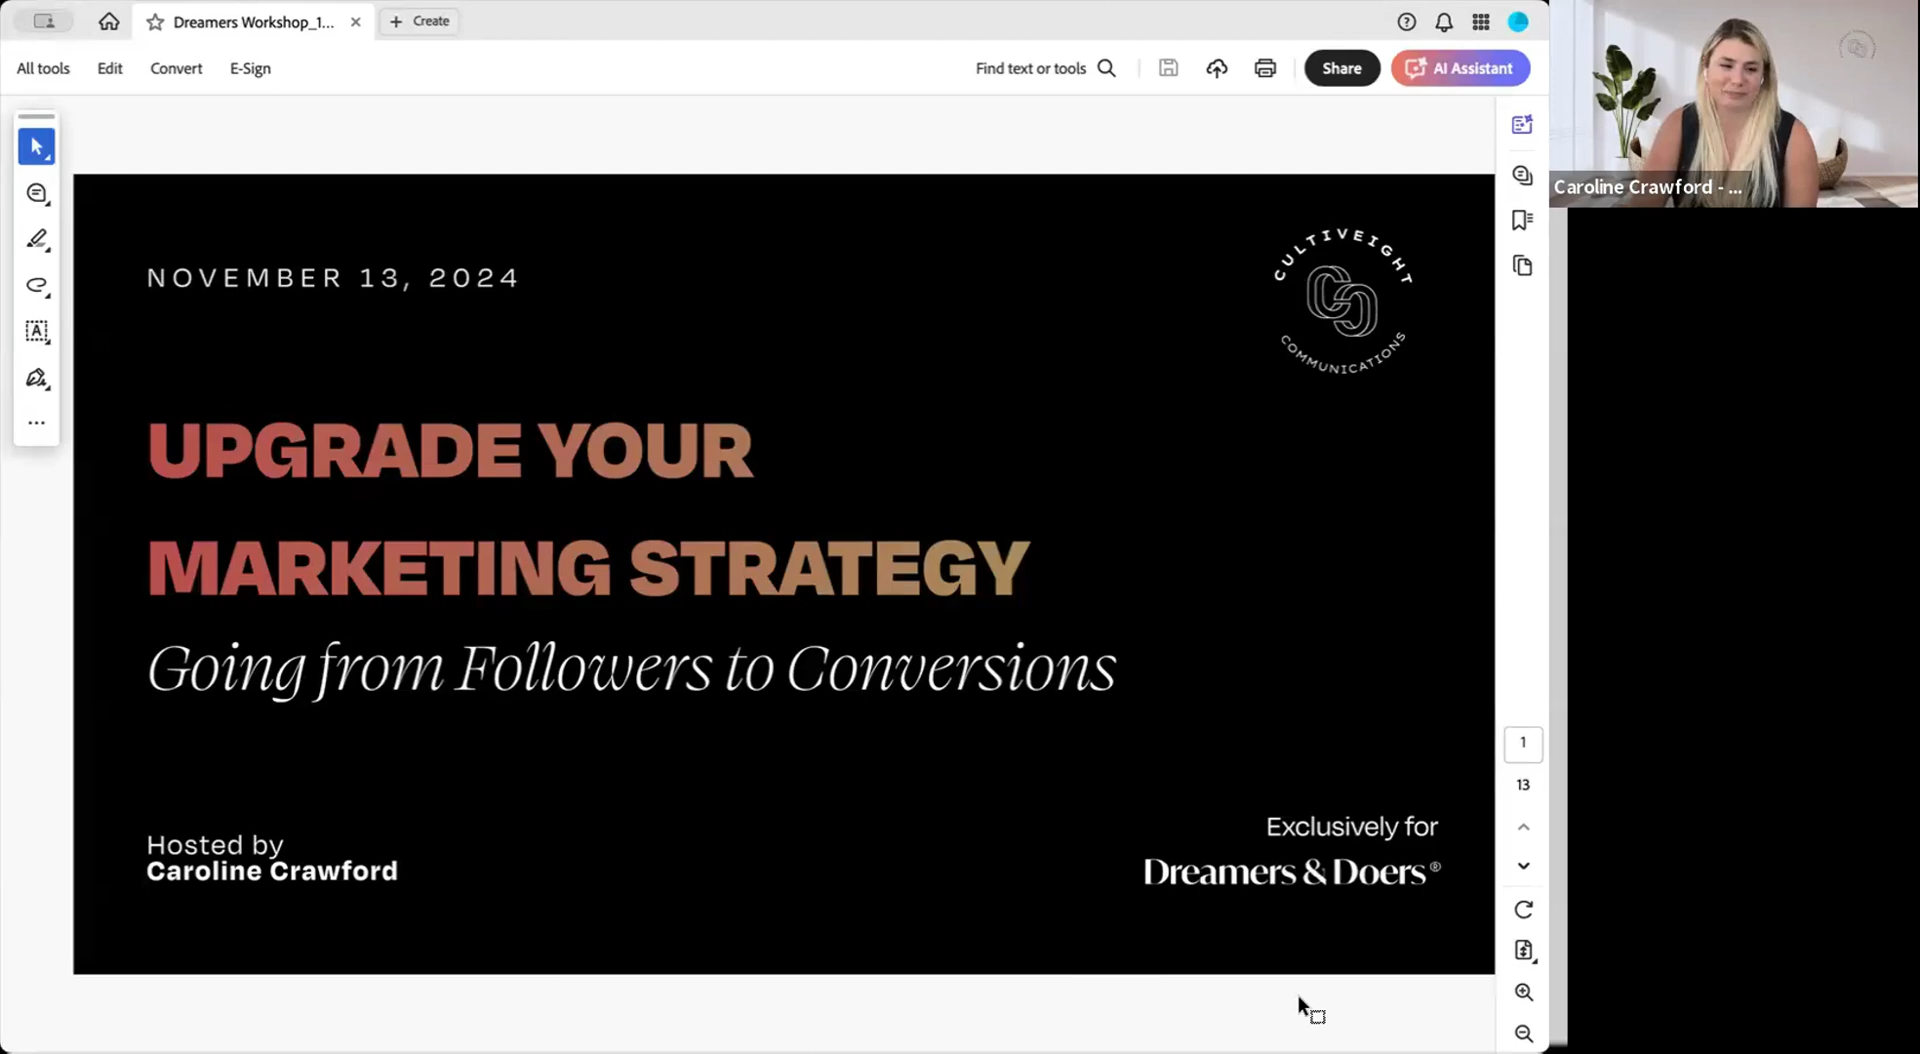 Dreamers Workshop_1...
Create
All tools
Edit
Convert
E-Sign
Find text or tools
Share
AI Assistant
Caroline Crawford - ...
NOVEMBER 13, 2024
CULTIVEIGHT
COMMUNICATIONS
UPGRADE YOUR
MARKETING STRATEGY
Going from Followers to Conversions
Hosted by
Caroline Crawford
Exclusively for
Dreamers & Doers®
1
13